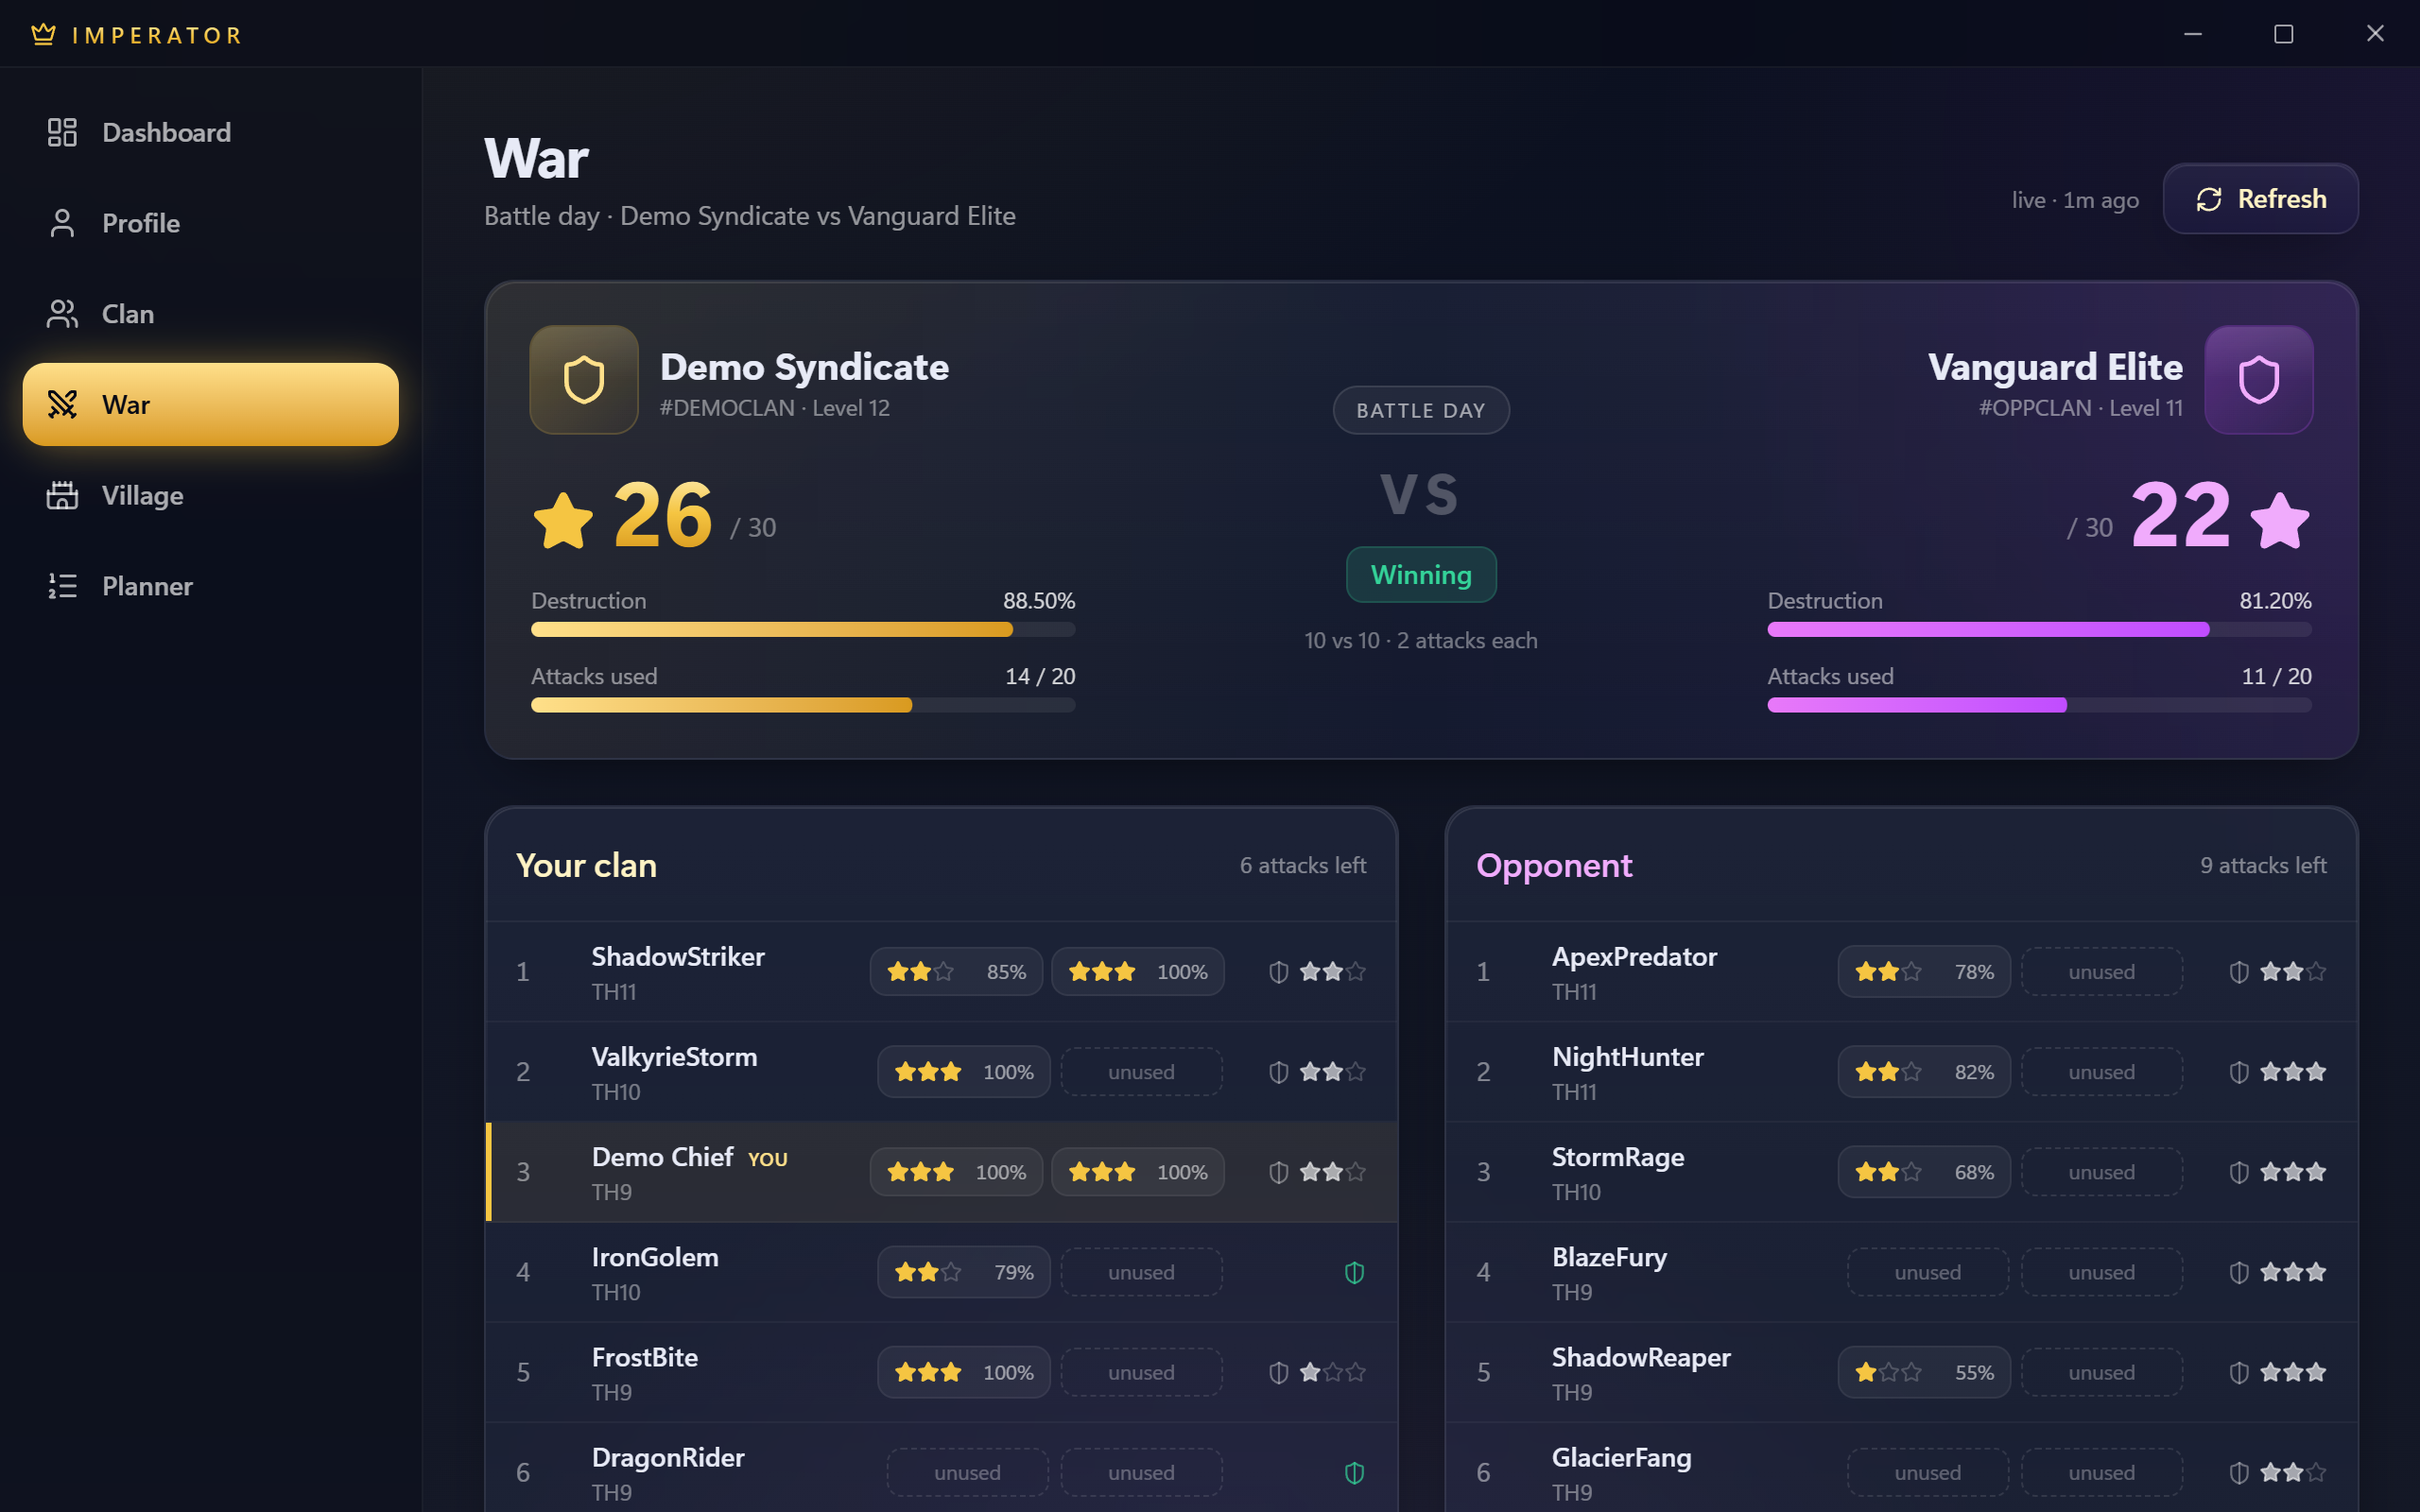 IMPERATOR
Dashboard
Profile
Clan
War
Village
Planner
War
Battle day · Demo Syndicate vs Vanguard Elite
live · 1m ago
Refresh
Demo Syndicate
#DEMOCLAN · Level 12
26 / 30
Destruction 88.50%
Attacks used 14 / 20
BATTLE DAY
VS
Winning
10 vs 10 · 2 attacks each
Vanguard Elite
#OPPCLAN · Level 11
/ 30 22
Destruction 81.20%
Attacks used 11 / 20
Your clan 6 attacks left
1 ShadowStriker 85% 100%
TH11
2 ValkyrieStorm 100% unused
TH10
3 Demo Chief YOU 100% 100%
TH9
4 IronGolem 79% unused
TH10
5 FrostBite 100% unused
TH9
6 DragonRider unused unused
TH9
Opponent 9 attacks left
1 ApexPredator 78% unused
TH11
2 NightHunter 82% unused
TH11
3 StormRage 68% unused
TH10
4 BlazeFury unused unused
TH9
5 ShadowReaper 55% unused
TH9
6 GlacierFang unused unused
TH9